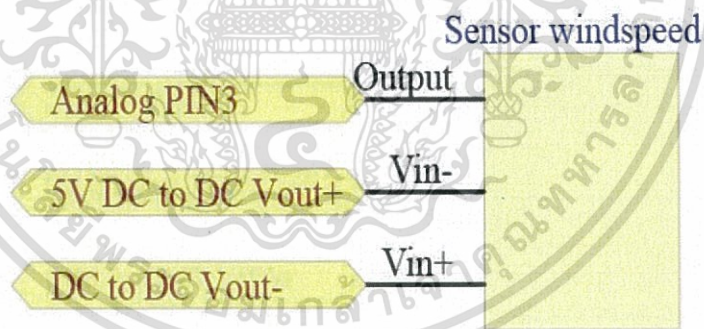 Sensor windspeed
Analog PIN3 Output
5V DC to DC Vout+ Vin-
DC to DC Vout- Vin+